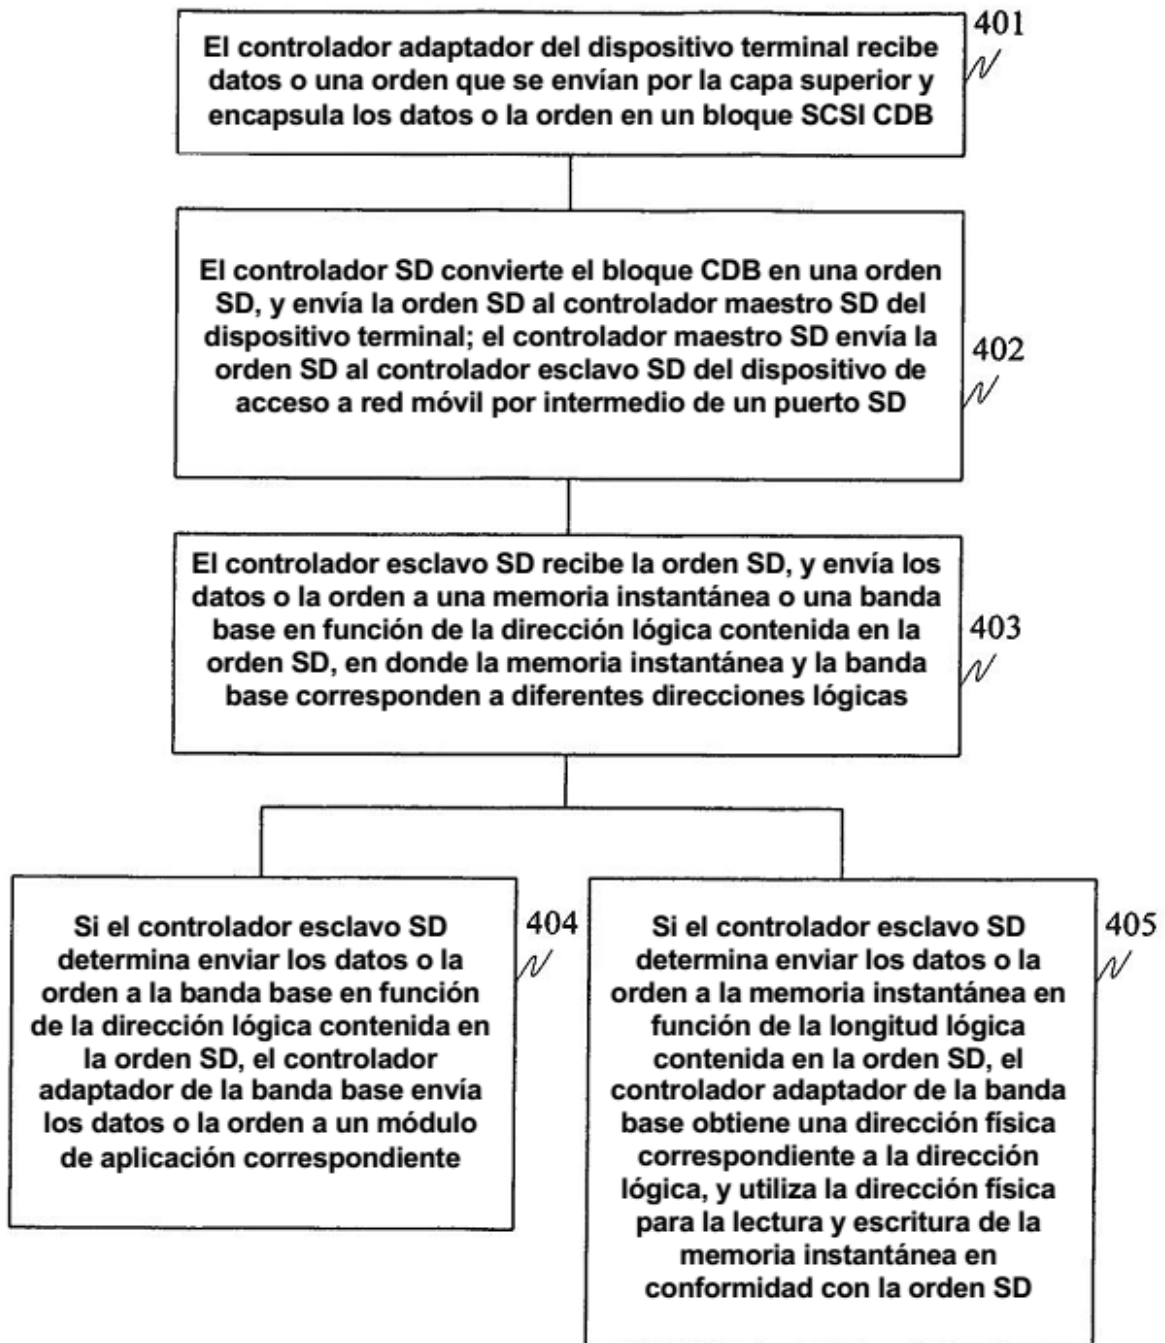 El controlador adaptador del dispositivo terminal recibe
datos o una orden que se envían por la capa superior y
encapsula los datos o la orden en un bloque SCSI CDB
401
El controlador SD convierte el bloque CDB en una orden
SD, y envía la orden SD al controlador maestro SD del
dispositivo terminal; el controlador maestro SD envía la
orden SD al controlador esclavo SD del dispositivo de
acceso a red móvil por intermedio de un puerto SD
402
El controlador esclavo SD recibe la orden SD, y envía los
datos o la orden a una memoria instantánea o una banda
base en función de la dirección lógica contenida en la
orden SD, en donde la memoria instantánea y la banda
base corresponden a diferentes direcciones lógicas
403
Si el controlador esclavo SD
determina enviar los datos o la
orden a la banda base en función
de la dirección lógica contenida en
la orden SD, el controlador
adaptador de la banda base envía
los datos o la orden a un módulo
de aplicación correspondiente
404
Si el controlador esclavo SD
determina enviar los datos o la
orden a la memoria instantánea en
función de la longitud lógica
contenida en la orden SD, el
controlador adaptador de la banda
base obtiene una dirección física
correspondiente a la dirección
lógica, y utiliza la dirección física
para la lectura y escritura de la
memoria instantánea en
conformidad con la orden SD
405